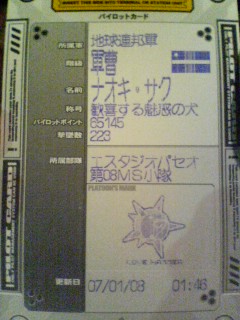 パイロットカード
所属軍 地球連邦軍
階級 軍曹
名前 ナオキ・サク
称号 歓喜する魅惑の犬
パイロットポイント 65145
撃墜数 223
所属部隊 エスタジオパセオ
第08MS小隊
PLATOON'S MARK
更新日 07/01/08 01:46